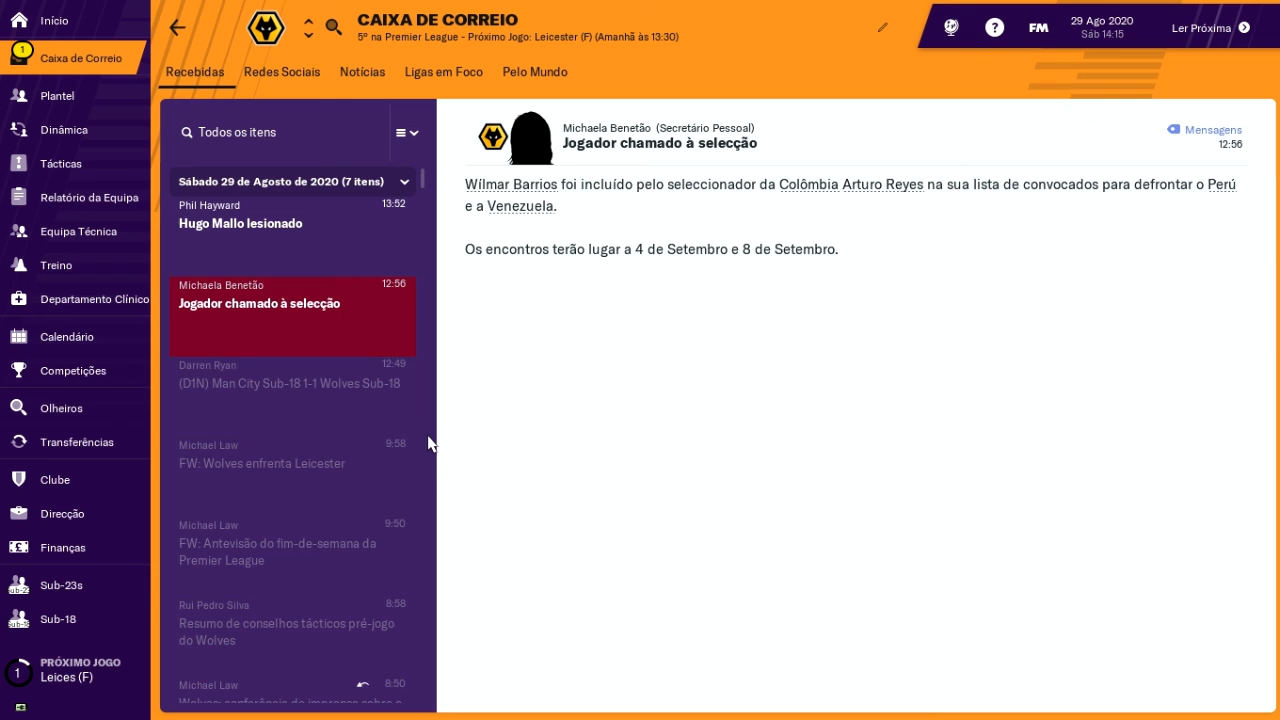 Início
CAIXA DE CORREIO
5º na Premier League - Próximo Jogo: Leicester (F) (Amanhã às 13:30)
?
FM
29 Ago 2020
Sáb 14:15
Ler Próxima
1
Caixa de Correio
Recebidas
Redes Sociais
Notícias
Ligas em Foco
Pelo Mundo
Plantel
Dinâmica
Tácticas
Relatório da Equipa
Equipa Técnica
Treino
Departamento Clínico
Calendário
Competições
Olheiros
Transferências
Clube
Direcção
Finanças
Sub-23s
Sub-18
PRÓXIMO JOGO
1
Leices (F)
Todos os itens
Sábado 29 de Agosto de 2020 (7 itens)
Phil Hayward
13:52
Hugo Mallo lesionado
Michaela Benetão
12:56
Jogador chamado à selecção
Darren Ryan
12:49
(D1N) Man City Sub-18 1-1 Wolves Sub-18
Michael Law
9:58
FW: Wolves enfrenta Leicester
Michael Law
9:50
FW: Antevisão do fim-de-semana da
Premier League
Rui Pedro Silva
8:58
Resumo de conselhos tácticos pré-jogo
do Wolves
Michael Law
8:50
Wolves: conferência de imprensa sobre o
Michaela Benetão (Secretário Pessoal)
Jogador chamado à selecção
Mensagens
12:56
Wílmar Barrios foi incluído pelo seleccionador da Colômbia Arturo Reyes na sua lista de convocados para defrontar o Perú
e a Venezuela.
Os encontros terão lugar a 4 de Setembro e 8 de Setembro.